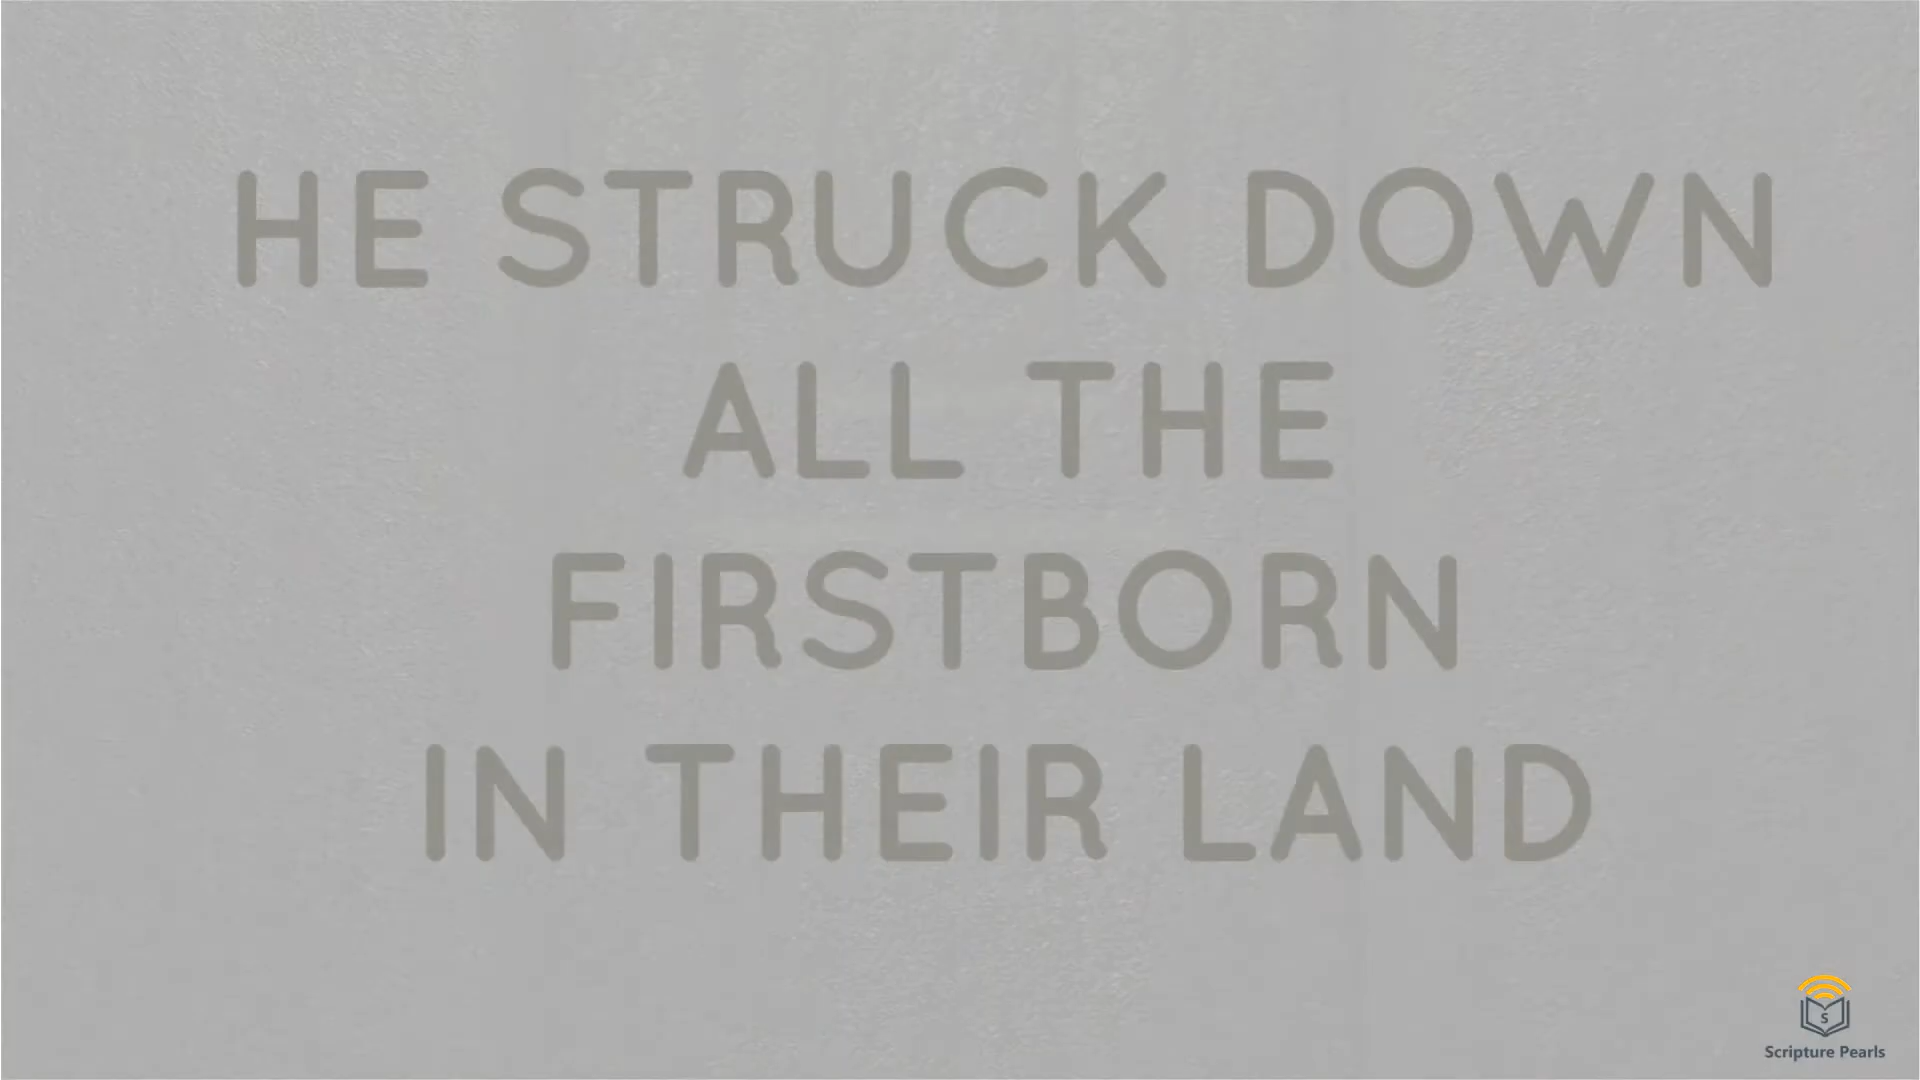 HE STRUCK DOWN
ALL THE
FIRSTBORN
IN THEIR LAND
S
Scripture Pearls